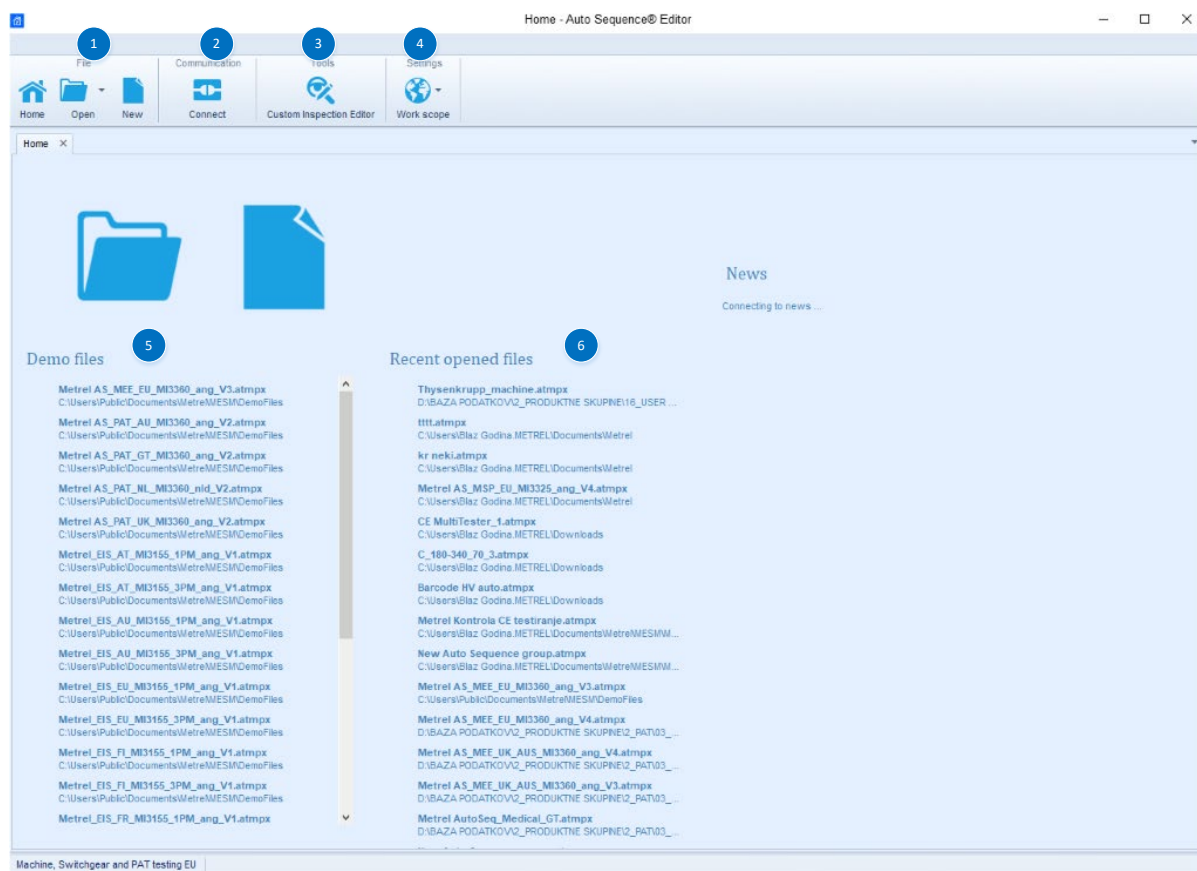 Home - Auto Sequence® Editor
1
2
3
4
File
Communication
Tools
Settings
Home
Open
New
Connect
Custom Inspection Editor
Work scope
Home
News
Connecting to news ...
5
6
Demo files
Metrel AS_MEE_EU_MI3360_ang_V3.atmpx
C:\Users\Public\Documents\Metrel\MESM\DemoFiles
Metrel AS_PAT_AU_MI3360_ang_V2.atmpx
C:\Users\Public\Documents\Metrel\MESM\DemoFiles
Metrel AS_PAT_GT_MI3360_ang_V2.atmpx
C:\Users\Public\Documents\Metrel\MESM\DemoFiles
Metrel AS_PAT_NL_MI3360_nld_V2.atmpx
C:\Users\Public\Documents\Metrel\MESM\DemoFiles
Metrel AS_PAT_UK_MI3360_ang_V2.atmpx
C:\Users\Public\Documents\Metrel\MESM\DemoFiles
Metrel_EIS_AT_MI3155_1PM_ang_V1.atmpx
C:\Users\Public\Documents\Metrel\MESM\DemoFiles
Metrel_EIS_AT_MI3155_3PM_ang_V1.atmpx
C:\Users\Public\Documents\Metrel\MESM\DemoFiles
Metrel_EIS_AU_MI3155_1PM_ang_V1.atmpx
C:\Users\Public\Documents\Metrel\MESM\DemoFiles
Metrel_EIS_AU_MI3155_3PM_ang_V1.atmpx
C:\Users\Public\Documents\Metrel\MESM\DemoFiles
Metrel_EIS_EU_MI3155_1PM_ang_V1.atmpx
C:\Users\Public\Documents\Metrel\MESM\DemoFiles
Metrel_EIS_EU_MI3155_3PM_ang_V1.atmpx
C:\Users\Public\Documents\Metrel\MESM\DemoFiles
Metrel_EIS_FI_MI3155_1PM_ang_V1.atmpx
C:\Users\Public\Documents\Metrel\MESM\DemoFiles
Metrel_EIS_FI_MI3155_3PM_ang_V1.atmpx
C:\Users\Public\Documents\Metrel\MESM\DemoFiles
Metrel_EIS_FR_MI3155_1PM_ang_V1.atmpx
Recent opened files
Thysenkrupp_machine.atmpx
D:\BAZA PODATKOV\2_PRODUKTNE SKUPINE\16_USER ...
tttt.atmpx
C:\Users\Blaz Godina.METREL\Documents\Metrel
kr neki.atmpx
C:\Users\Blaz Godina.METREL\Documents\Metrel
Metrel AS_MSP_EU_MI3325_ang_V4.atmpx
C:\Users\Blaz Godina.METREL\Documents\Metrel
CE MultiTester_1.atmpx
C:\Users\Blaz Godina.METREL\Downloads
C_180-340_70_3.atmpx
C:\Users\Blaz Godina.METREL\Downloads
Barcode HV auto.atmpx
C:\Users\Blaz Godina.METREL\Downloads
Metrel Kontrola CE testiranje.atmpx
C:\Users\Blaz Godina.METREL\Documents\Metrel\MESM\M...
New Auto Sequence group.atmpx
C:\Users\Blaz Godina.METREL\Documents\Metrel\MESM\M...
Metrel AS_MEE_EU_MI3360_ang_V3.atmpx
C:\Users\Public\Documents\Metrel\MESM\DemoFiles
Metrel AS_MEE_EU_MI3360_ang_V4.atmpx
D:\BAZA PODATKOV\2_PRODUKTNE SKUPINE\2_PAT\03_...
Metrel AS_MEE_UK_AUS_MI3360_ang_V4.atmpx
D:\BAZA PODATKOV\2_PRODUKTNE SKUPINE\2_PAT\03_...
Metrel AS_MEE_UK_AUS_MI3360_ang_V3.atmpx
D:\BAZA PODATKOV\2_PRODUKTNE SKUPINE\2_PAT\03_...
Metrel AutoSeq_Medical_GT.atmpx
D:\BAZA PODATKOV\2_PRODUKTNE SKUPINE\2_PAT\03_...
Machine, Switchgear and PAT testing EU